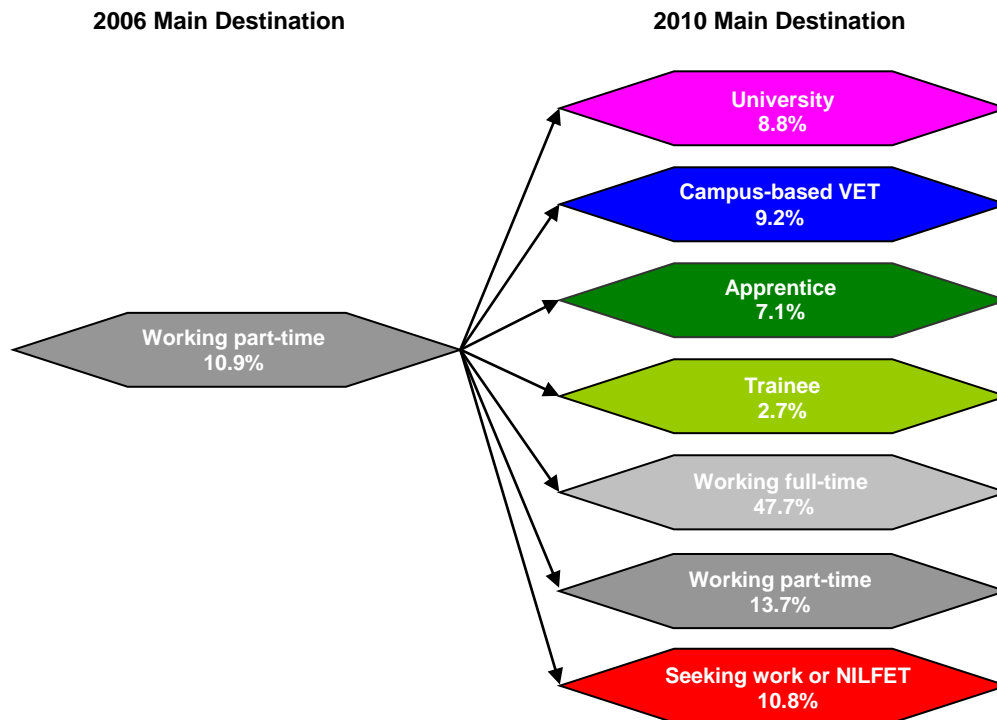 2006 Main Destination
2010 Main Destination
Working part-time
10.9%
University
8.8%
Campus-based VET
9.2%
Apprentice
7.1%
Trainee
2.7%
Working full-time
47.7%
Working part-time
13.7%
Seeking work or NILFET
10.8%